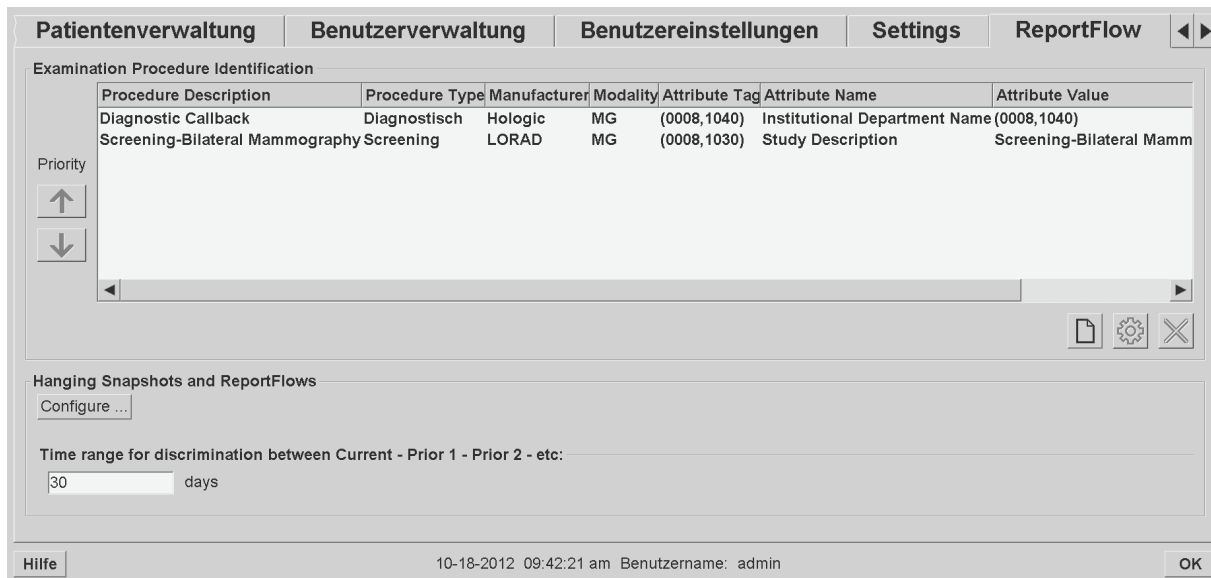 Patientenverwaltung Benutzerverwaltung Benutzereinstellungen Settings ReportFlow
Examination Procedure Identification
Procedure Description Procedure Type Manufacturer Modality Attribute Tag Attribute Name Attribute Value
Diagnostic Callback Diagnostisch Hologic MG (0008,1040) Institutional Department Name (0008,1040)
Screening-Bilateral Mammography Screening LORAD MG (0008,1030) Study Description Screening-Bilateral Mamm
Priority
Hanging Snapshots and ReportFlows
Configure ...
Time range for discrimination between Current - Prior 1 - Prior 2 - etc:
30 days
Hilfe 10-18-2012 09:42:21 am Benutzername: admin OK